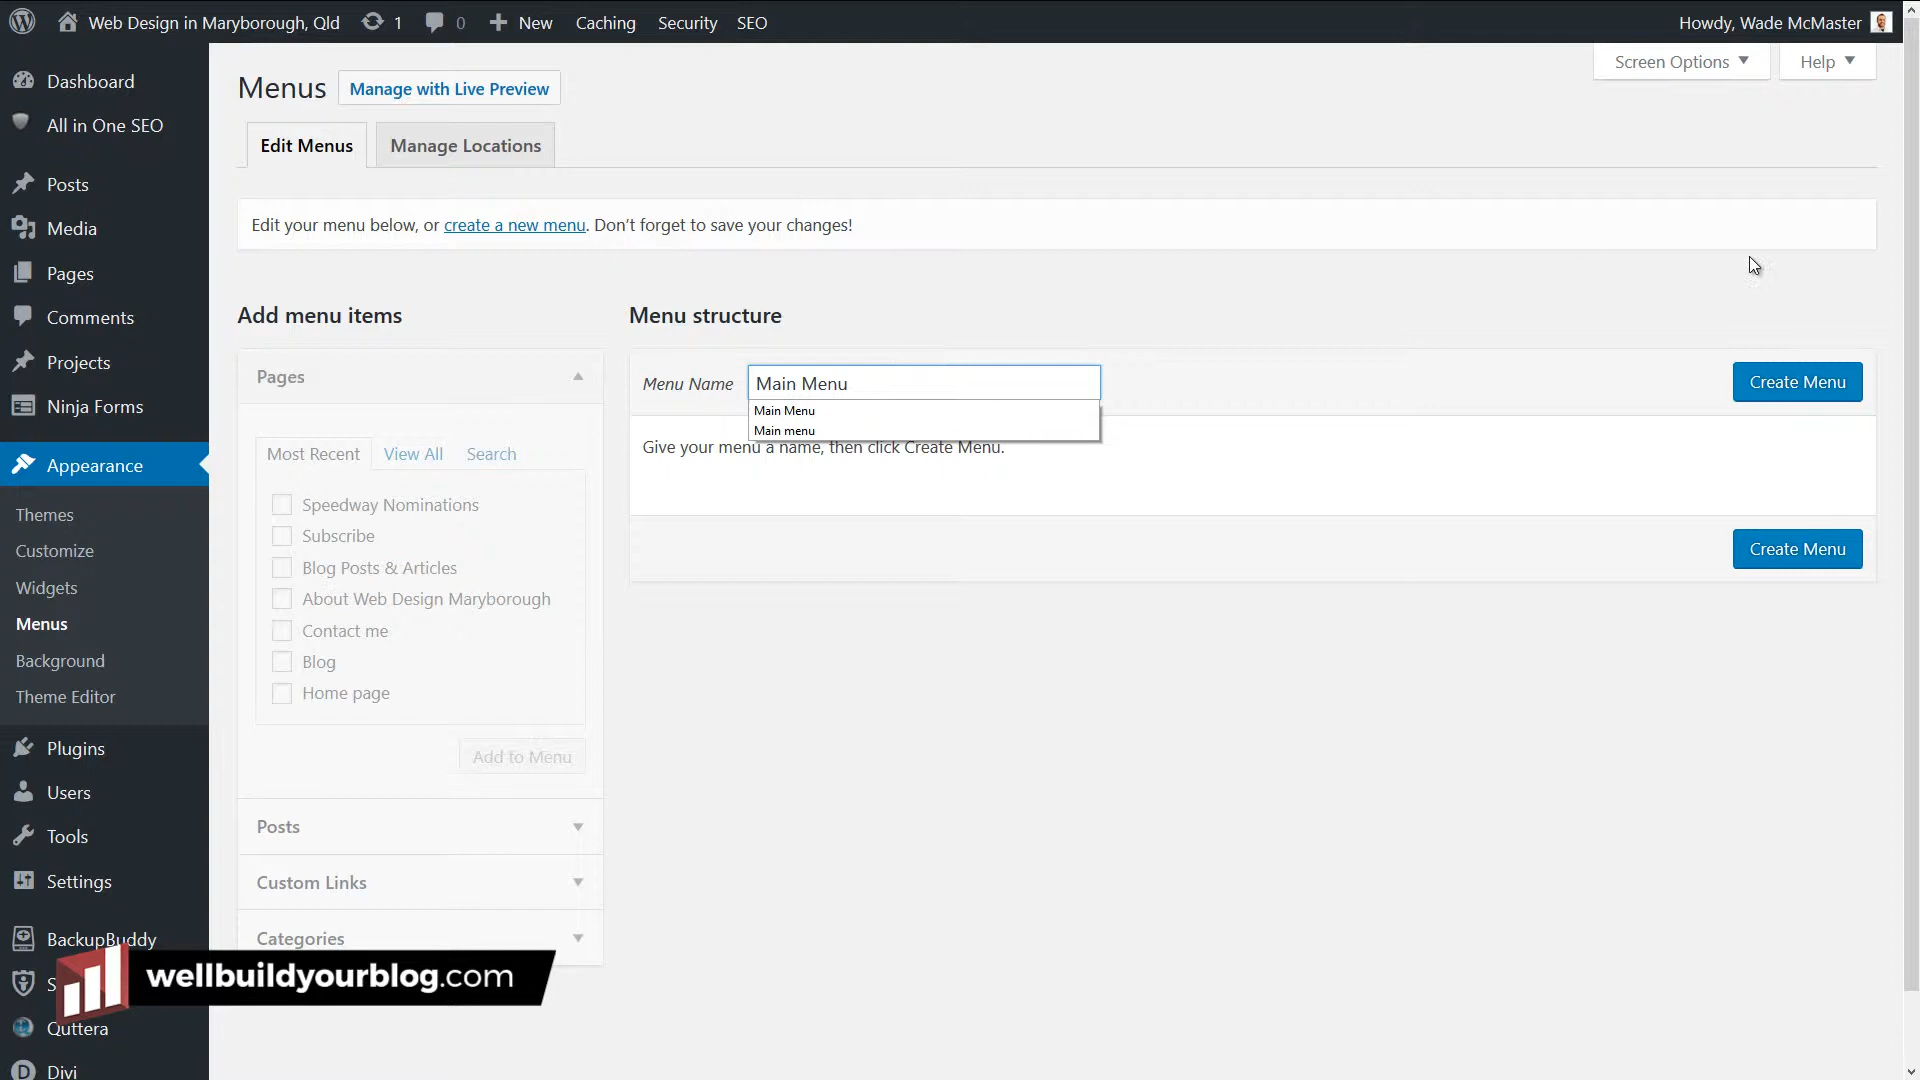 Web Design in Maryborough, Qld 1 0 New Caching Security SEO Howdy, Wade McMaster
Screen Options Help
Dashboard
All in One SEO
Posts
Media
Pages
Comments
Projects
Ninja Forms
Appearance
Themes
Customize
Widgets
Menus
Background
Theme Editor
Plugins
Users
Tools
Settings
BackupBuddy
S
Quttera
Divi
Menus Manage with Live Preview
Edit Menus Manage Locations
Edit your menu below, or create a new menu. Don't forget to save your changes!
Add menu items
Pages
Most Recent View All Search
Speedway Nominations
Subscribe
Blog Posts & Articles
About Web Design Maryborough
Contact me
Blog
Home page
Add to Menu
Posts
Custom Links
Categories
Menu structure
Menu Name Main Menu Create Menu
Main Menu
Main menu
Give your menu a name, then click Create Menu.
Create Menu
wellbuildyourblog.com